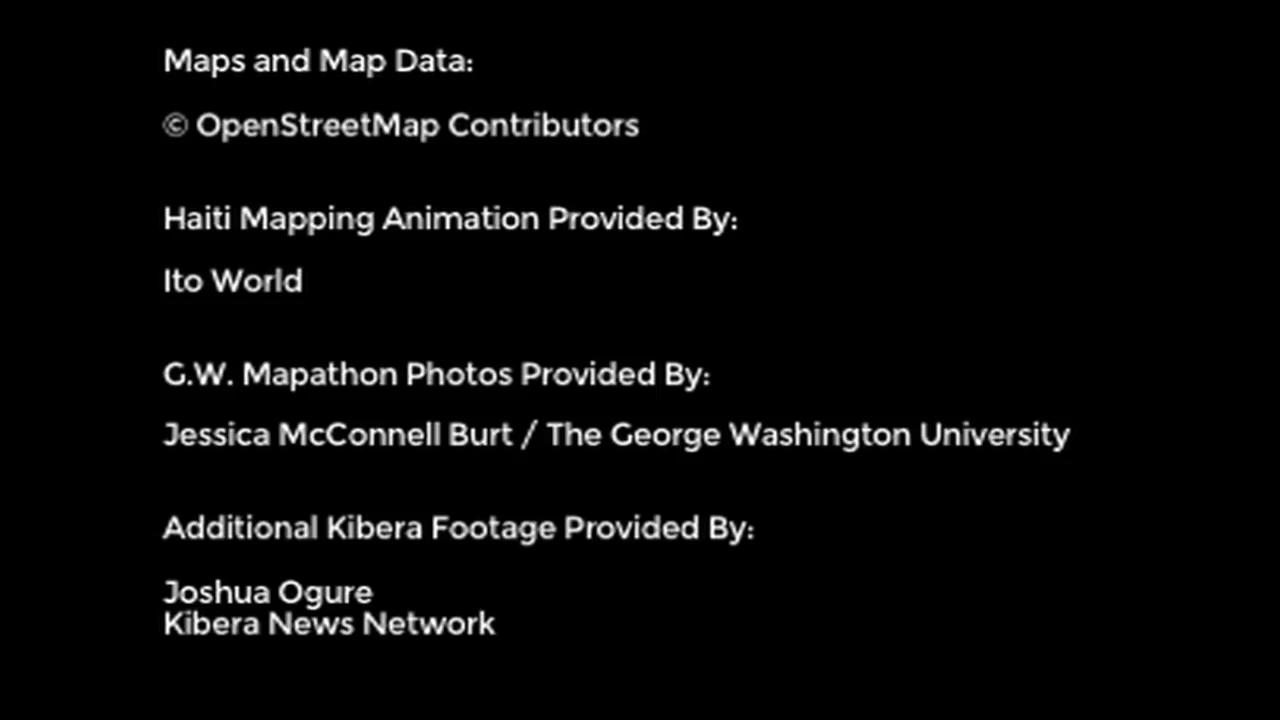 Maps and Map Data:
© OpenStreetMap Contributors
Haiti Mapping Animation Provided By:
Ito World
G.W. Mapathon Photos Provided By:
Jessica McConnell Burt / The George Washington University
Additional Kibera Footage Provided By:
Joshua Ogure
Kibera News Network